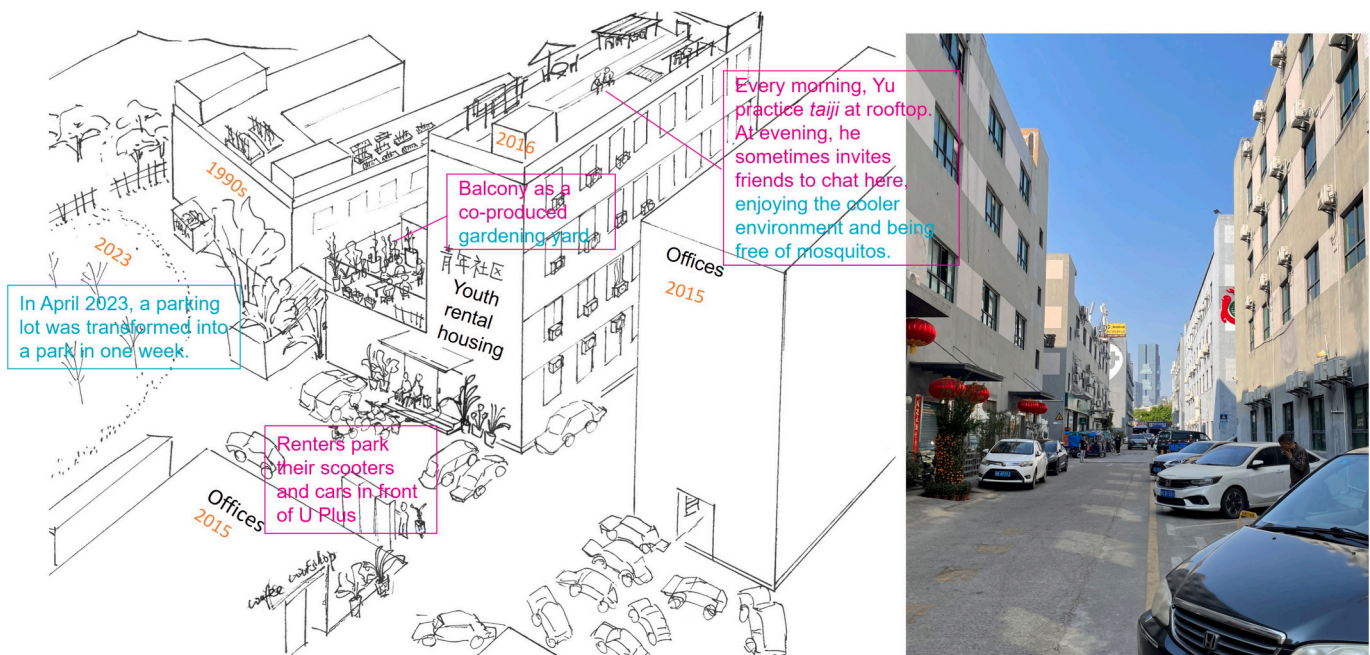 2016
1990s
2023
Every morning, Yu
practice taiji at rooftop.
At evening, he
sometimes invites
friends to chat here,
enjoying the cooler
environment and being
free of mosquitos.
Balcony as a
co-produced
gardening yard
青年社区
Youth
rental
housing
Offices
2015
In April 2023, a parking
lot was transformed into
a park in one week.
Renters park
their scooters
and cars in front
of U Plus
Offices
2015